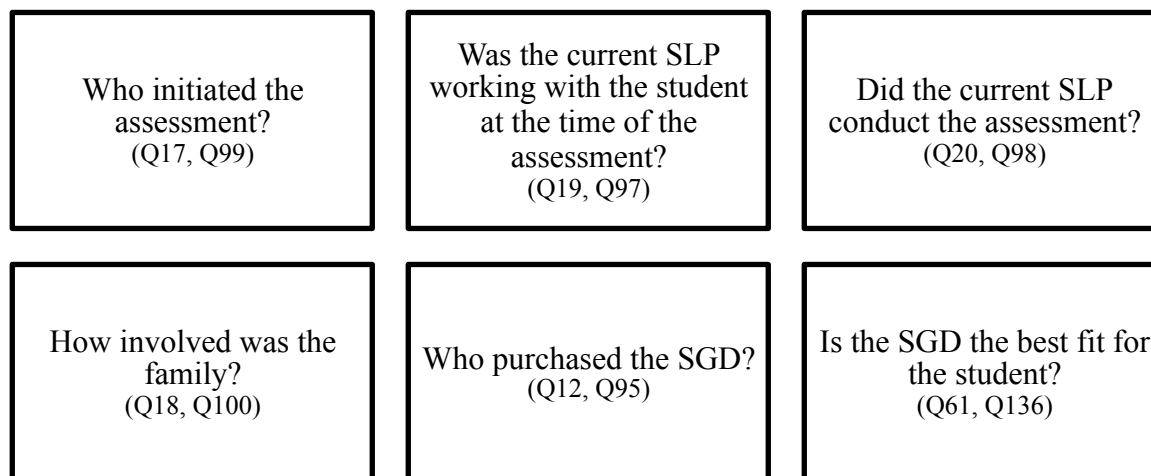 Who initiated the
assessment?
(Q17, Q99)
Was the current SLP
working with the student
at the time of the
assessment?
(Q19, Q97)
Did the current SLP
conduct the assessment?
(Q20, Q98)
How involved was the
family?
(Q18, Q100)
Who purchased the SGD?
(Q12, Q95)
Is the SGD the best fit for
the student?
(Q61, Q136)